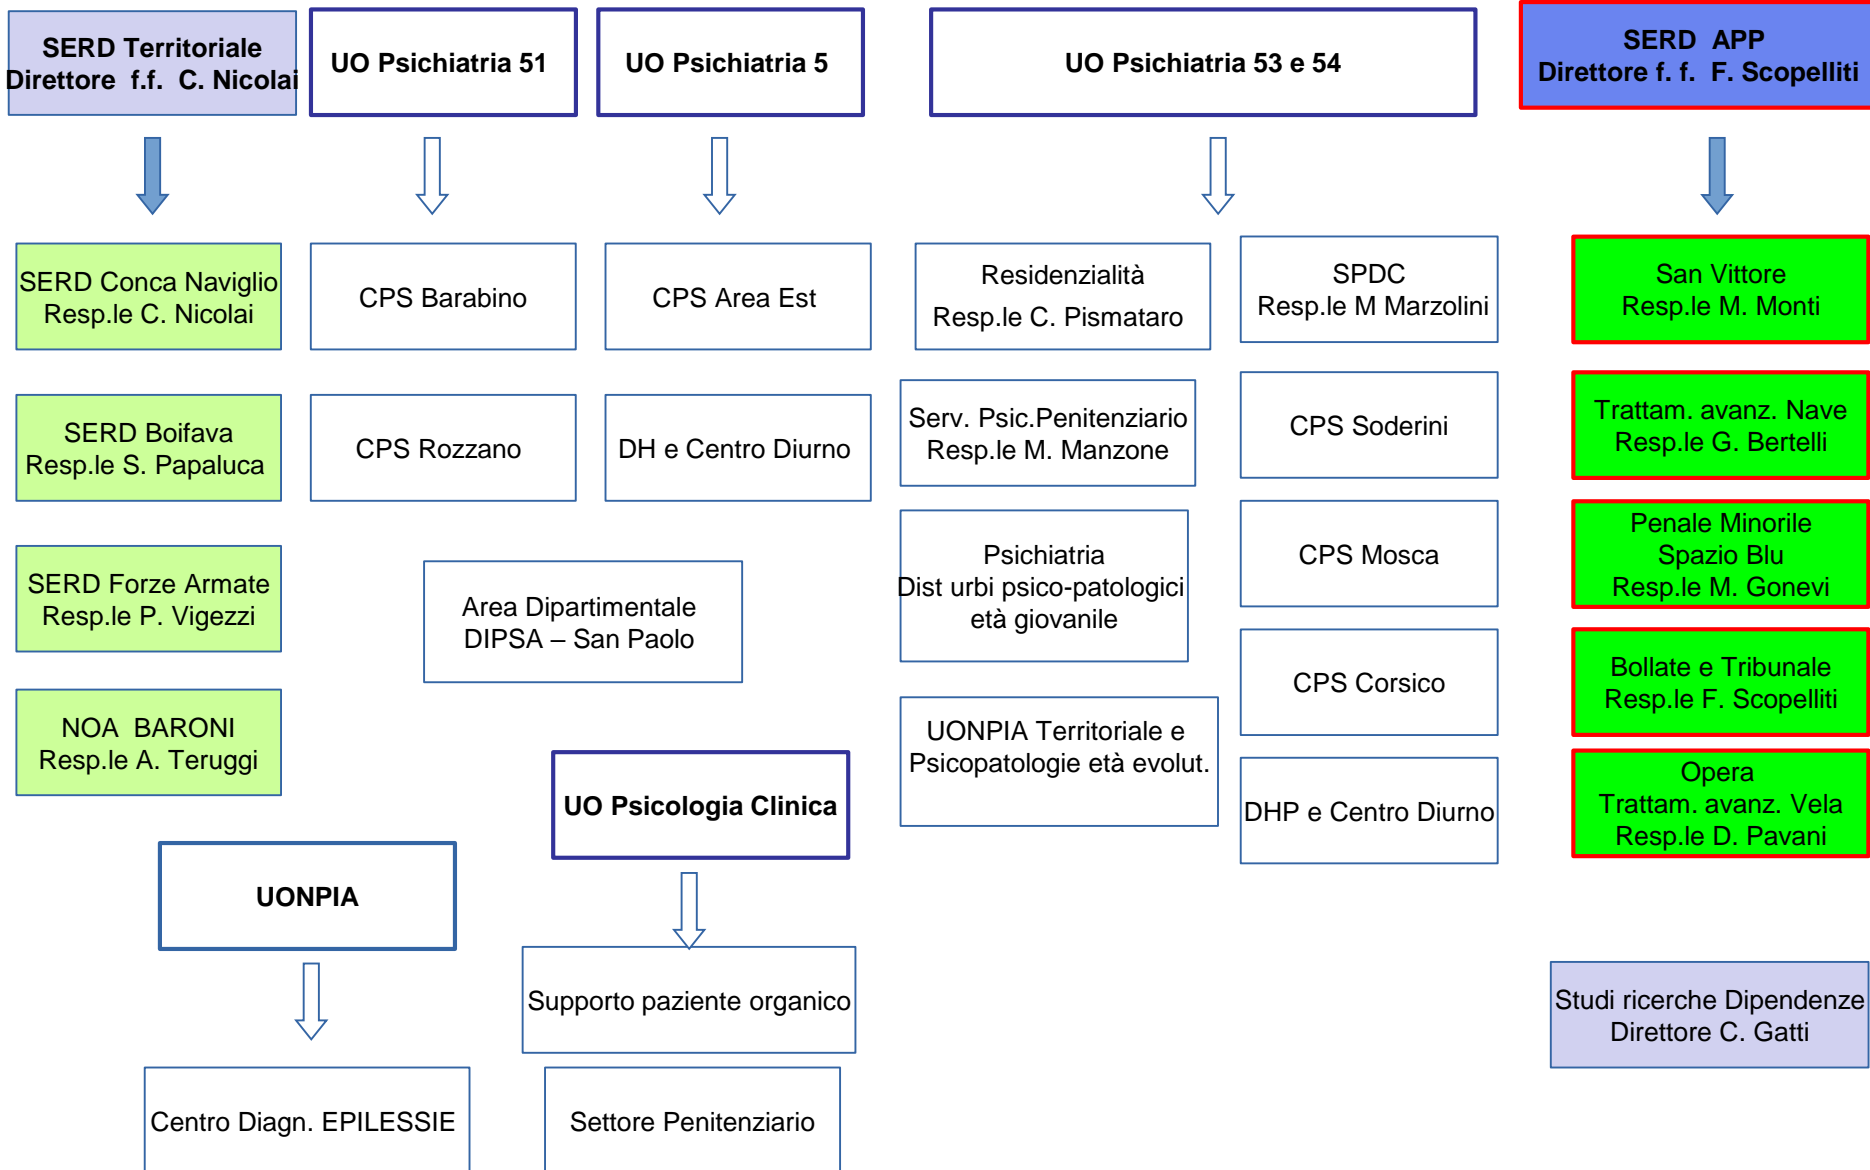 SERD Territoriale
Direttore f.f. C. Nicolai
UO Psichiatria 51
UO Psichiatria 5
UO Psichiatria 53 e 54
SERD APP
Direttore f. f. F. Scopelliti
SERD Conca Naviglio
Resp.le C. Nicolai
CPS Barabino
CPS Area Est
Residenzialità
Resp.le C. Pismataro
SPDC
Resp.le M Marzolini
San Vittore
Resp.le M. Monti
SERD Boifava
Resp.le S. Papaluca
CPS Rozzano
DH e Centro Diurno
Serv. Psic.Penitenziario
Resp.le M. Manzone
CPS Soderini
Trattam. avanz. Nave
Resp.le G. Bertelli
SERD Forze Armate
Resp.le P. Vigezzi
Area Dipartimentale
DIPSA – San Paolo
Psichiatria
Dist urbi psico-patologici
età giovanile
CPS Mosca
Penale Minorile
Spazio Blu
Resp.le M. Gonevi
NOA BARONI
Resp.le A. Teruggi
UONPIA Territoriale e
Psicopatologie età evolut.
CPS Corsico
Bollate e Tribunale
Resp.le F. Scopelliti
UO Psicologia Clinica
DHP e Centro Diurno
Opera
Trattam. avanz. Vela
Resp.le D. Pavani
UONPIA
Supporto paziente organico
Studi ricerche Dipendenze
Direttore C. Gatti
Centro Diagn. EPILESSIE
Settore Penitenziario